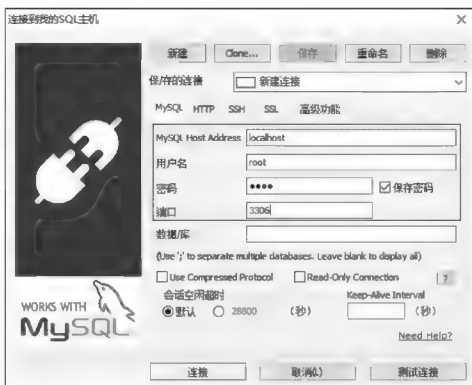 连接到我的SQL主机
新建 Clone... 保存 重命名 删除
保/存的连接 新建连接
MySQL HTTP SSH SSL 高级功能
MySQL Host Address localhost
用户名 root
密码 •••• 保存密码
端口 3306
数据/库
(Use ';' to separate multiple databases. Leave blank to display all)
Use Compressed Protocol Read-Only Connection ?
会话空闲超时 Keep-Alive Interval
默认 28800 (秒) (秒)
Need Help?
WORKS WITH
MySQL
连接 取消(L) 测试连接